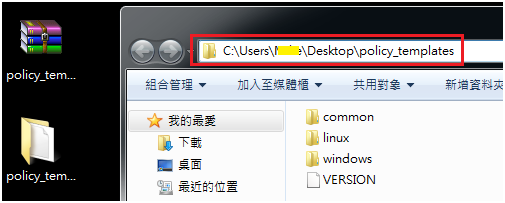 policy_tem...
policy_tem...
C:\Users\ \Desktop\policy_templates
組合管理 加入至媒體櫃 共用對象 新增資料夾
我的最愛
下載
桌面
最近的位置
common
linux
windows
VERSION